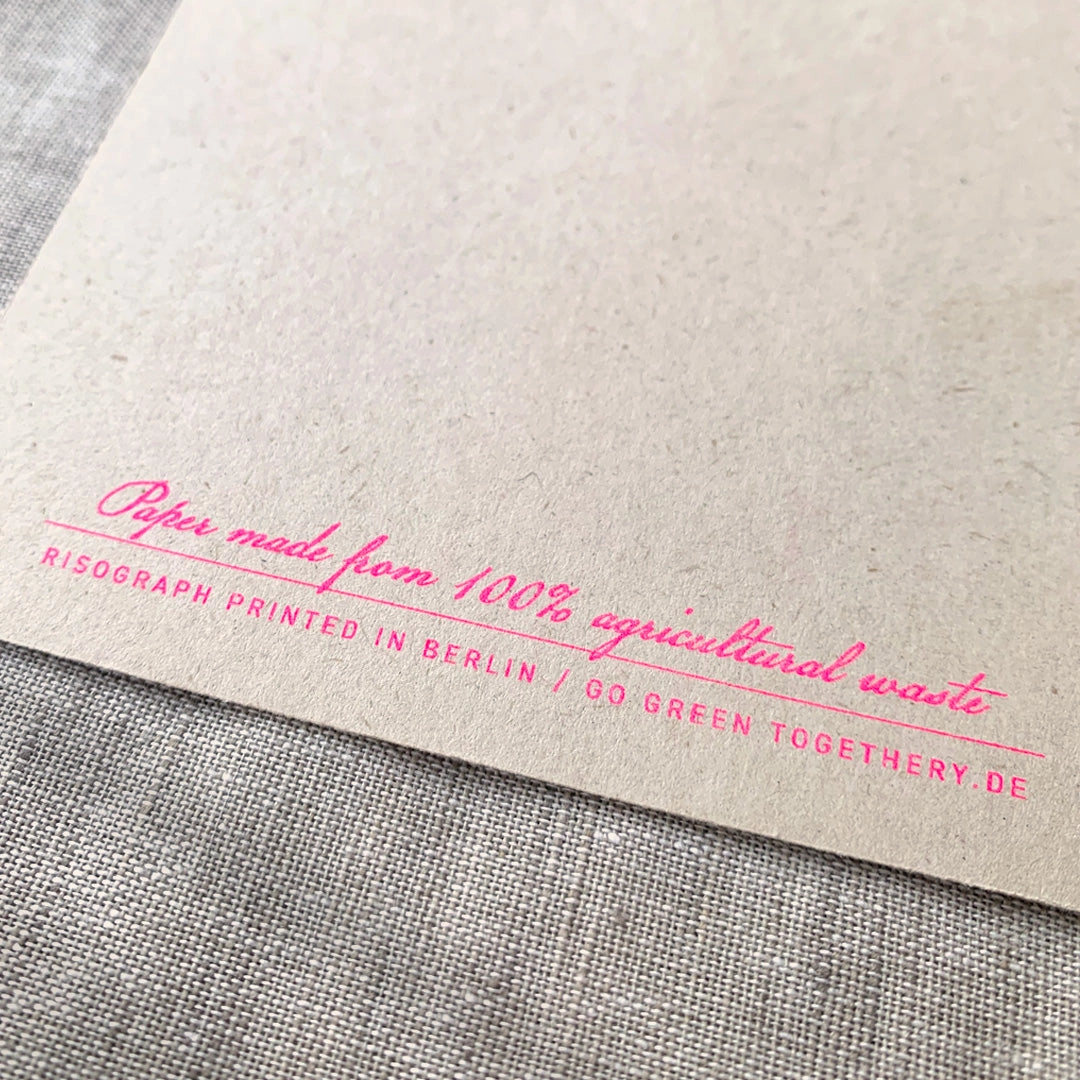 Paper made from 100% agricultural waste
RISOGRAPH PRINTED IN BERLIN / GO GREEN TOGETHERY.DE